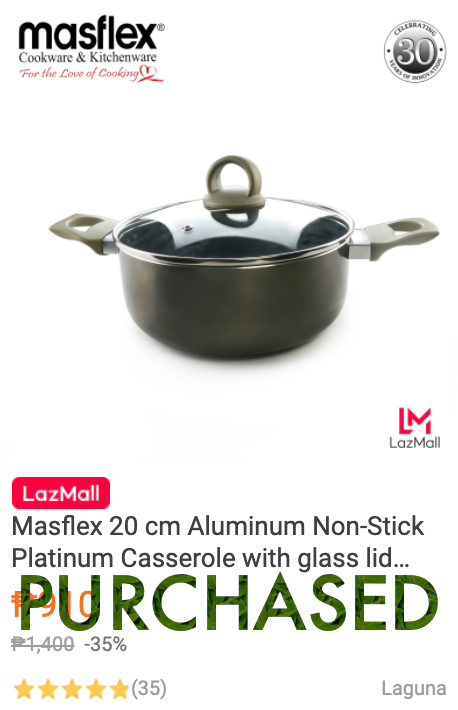 masflex®
Cookware & Kitchenware
"For the Love of Cooking
CELEBRATING
30
YEARS OF INNOVATION
LM
LazMall
LazMall
Masflex 20 cm Aluminum Non-Stick
Platinum Casserole with glass lid...
₱910
PURCHASED
₱1,400 -35%
(35)
Laguna